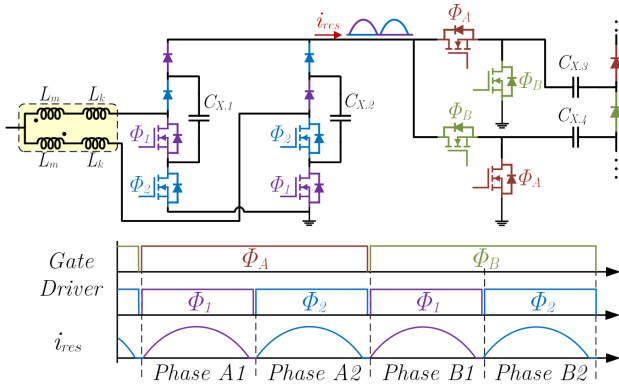 i_res
Φ_A
Φ_B
C_X.3
L_m L_k
C_X.1
C_X.2
Φ_1
Φ_2
Φ_B
C_X.4
L_m L_k
Φ_2
Φ_1
Φ_A
Gate Driver
Φ_A Φ_B
Φ_1 Φ_2 Φ_1 Φ_2
i_res
Phase A1 Phase A2 Phase B1 Phase B2